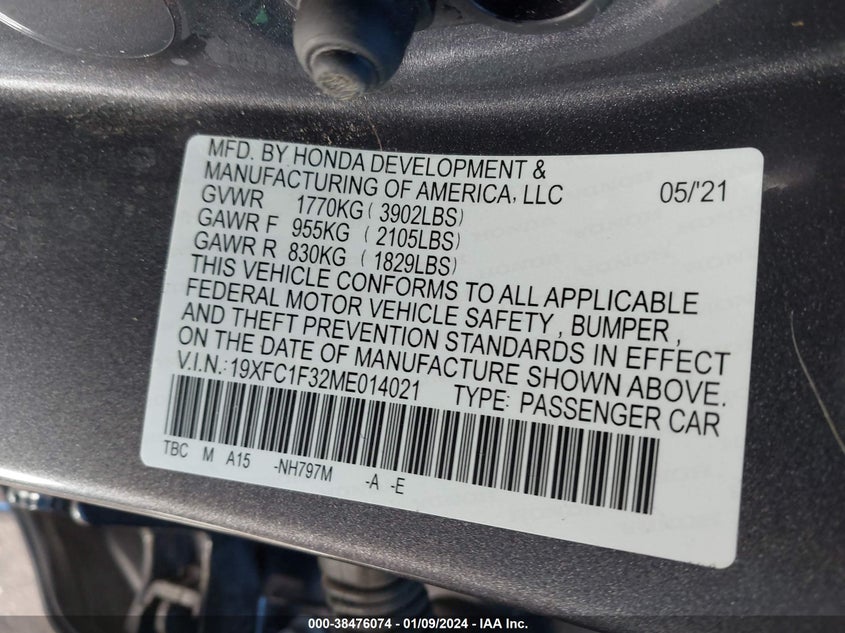 MFD. BY HONDA DEVELOPMENT &
MANUFACTURING OF AMERICA, LLC 05/'21
GVWR 1770KG ( 3902LBS)
GAWR F 955KG ( 2105LBS)
GAWR R 830KG ( 1829LBS)
THIS VEHICLE CONFORMS TO ALL APPLICABLE
FEDERAL MOTOR VEHICLE SAFETY , BUMPER ,
AND THEFT PREVENTION STANDARDS IN EFFECT
ON THE DATE OF MANUFACTURE SHOWN ABOVE.
V.I.N.:19XFC1F32ME014021 TYPE: PASSENGER CAR
TBC M A15 -NH797M -A -E
000-38476074 / 01/09/2024 - IAA Inc.